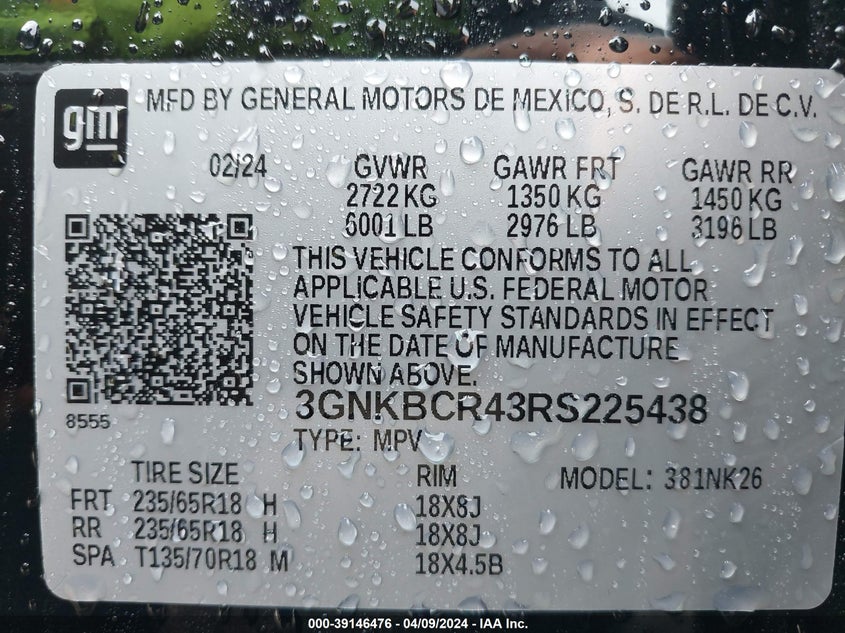 gm MFD BY GENERAL MOTORS DE MEXICO, S. DE R.L. DE C.V.
02/24 GVWR GAWR FRT GAWR RR
2722 KG 1350 KG 1450 KG
6001 LB 2976 LB 3196 LB
THIS VEHICLE CONFORMS TO ALL
APPLICABLE U.S. FEDERAL MOTOR
VEHICLE SAFETY STANDARDS IN EFFECT
ON THE DATE OF MANUFACTURE
SHOWN ABOVE.
3GNKBCR43RS225438
8555
TYPE: MPV
TIRE SIZE RIM MODEL: 381NK26
FRT 235/65R18 H 18X8J
RR 235/65R18 H 18X8J
SPA T135/70R18 M 18X4.5B
000-39146476 - 04/09/2024 - IAA Inc.